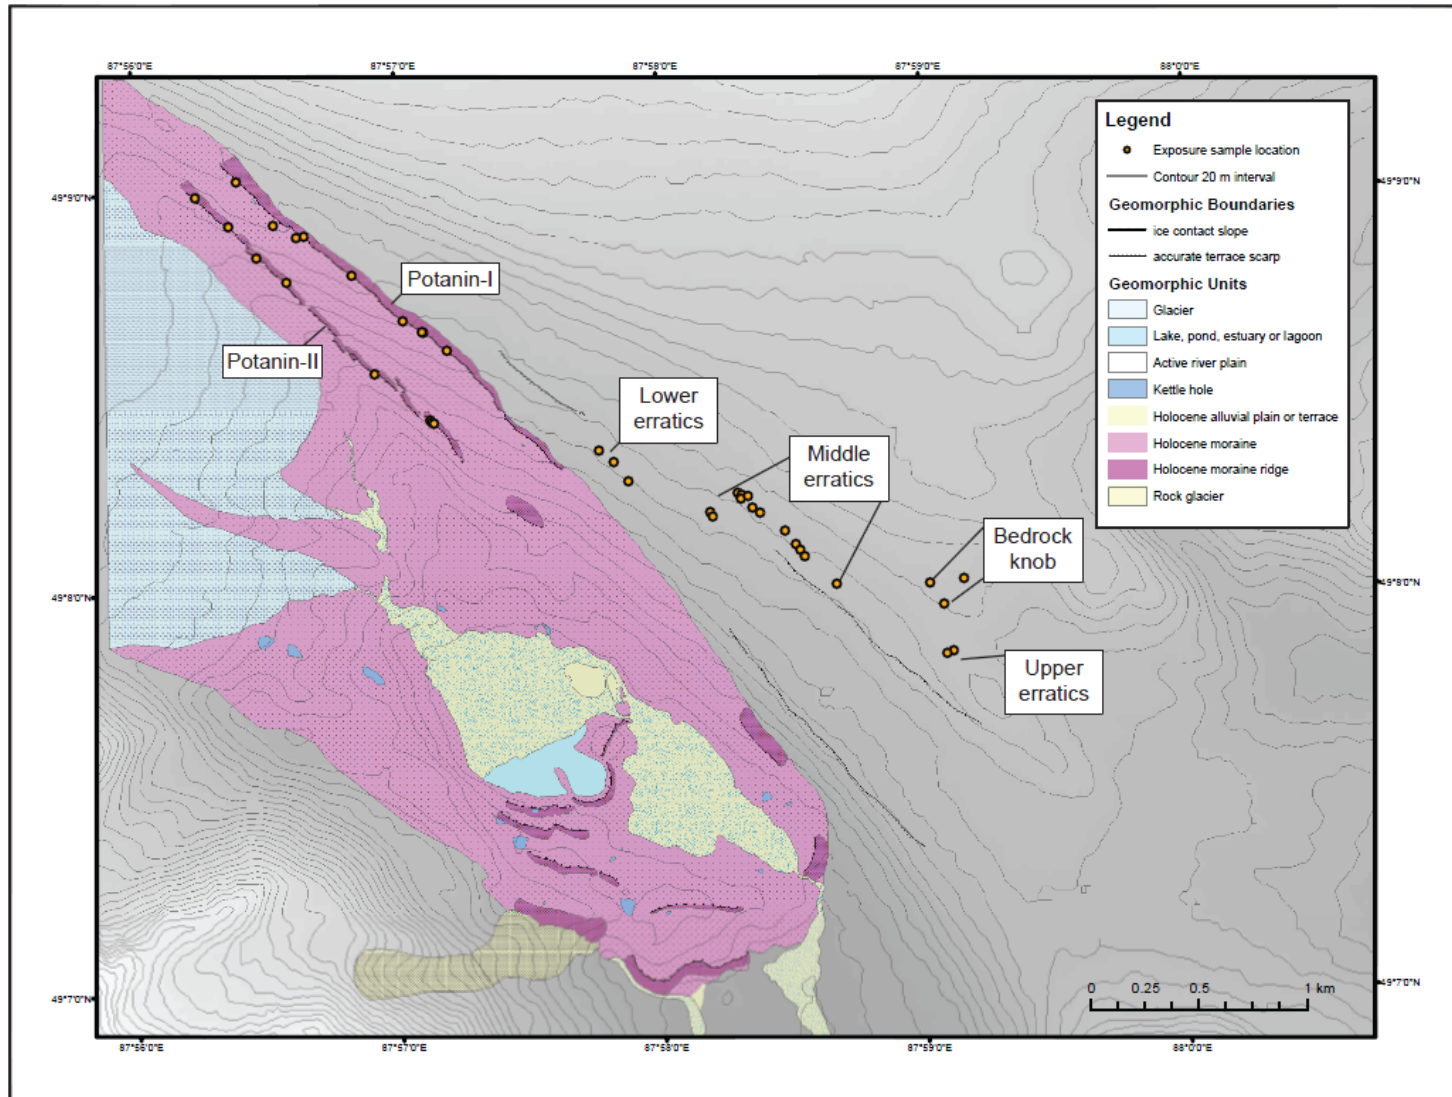 87°56'0"E
87°57'0"E
87°58'0"E
87°59'0"E
88°0'0"E
Legend
Exposure sample location
Contour 20 m interval
Geomorphic Boundaries
ice contact slope
accurate terrace scarp
Geomorphic Units
Glacier
Lake, pond, estuary or lagoon
Active river plain
Kettle hole
Holocene alluvial plain or terrace
Holocene moraine
Holocene moraine ridge
Rock glacier
49°9'0"N
49°9'0"N
Potanin-I
Potanin-II
Lower
erratics
Middle
erratics
Bedrock
knob
Upper
erratics
49°8'0"N
49°8'0"N
49°7'0"N
49°7'0"N
0 0.25 0.5 1 km
87°56'0"E
87°57'0"E
87°58'0"E
87°59'0"E
88°0'0"E